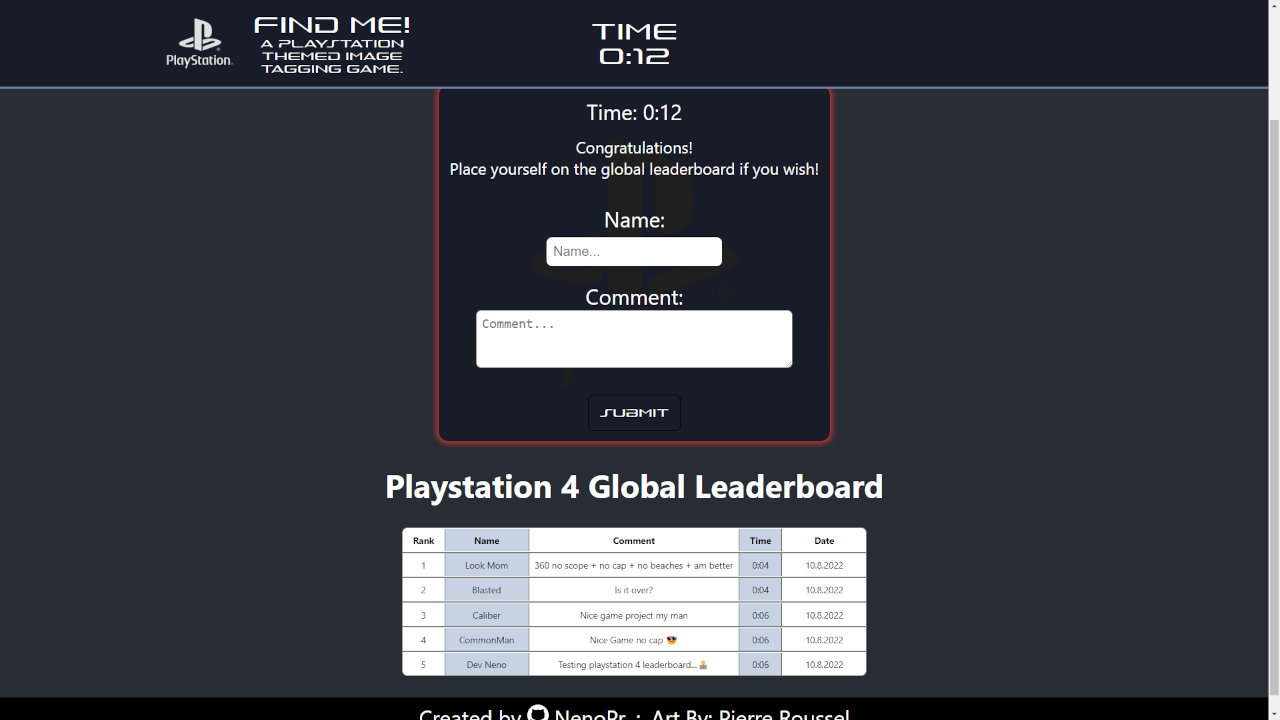 PlayStation
FIND ME!
A PLAYSTATION
THEMED IMAGE
TAGGING GAME.
TIME
0:12
Time: 0:12
Congratulations!
Place yourself on the global leaderboard if you wish!
Name:
Name...
Comment:
Comment...
SUBMIT
Playstation 4 Global Leaderboard
Rank Name Comment Time Date
1 Look Mom 360 no scope + no cap + no beaches + am better 0:04 10.8.2022
2 Blasted Is it over? 0:04 10.8.2022
3 Caliber Nice game project my man 0:06 10.8.2022
4 CommonMan Nice Game no cap 😎 0:06 10.8.2022
5 Dev Neno Testing playstation 4 leaderboard... 0:06 10.8.2022
Created by NenoPr : Art By: Pierre Roussel